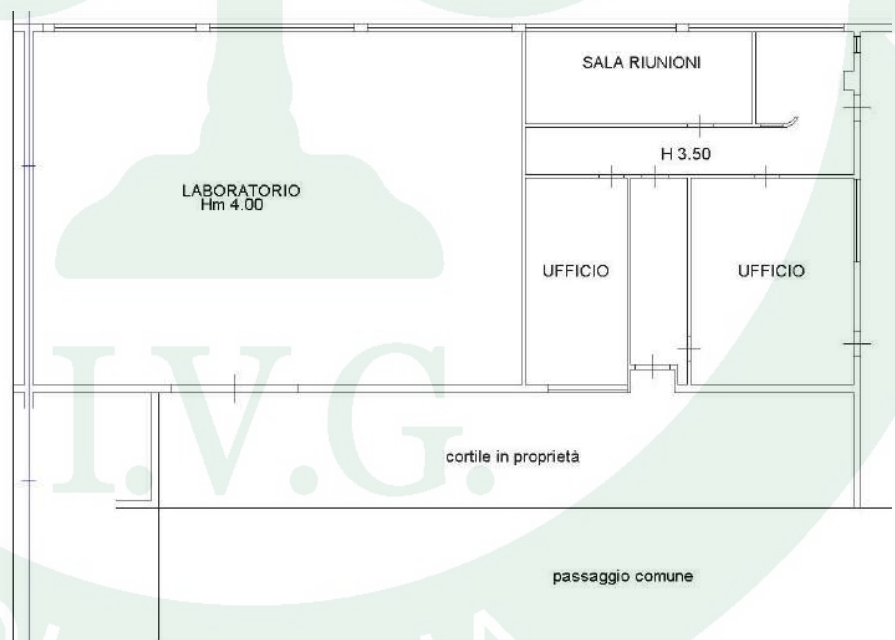 SALA RIUNIONI
H 3.50
LABORATORIO
Hm 4.00
UFFICIO
UFFICIO
I.V.G.
cortile in proprietà
passaggio comune